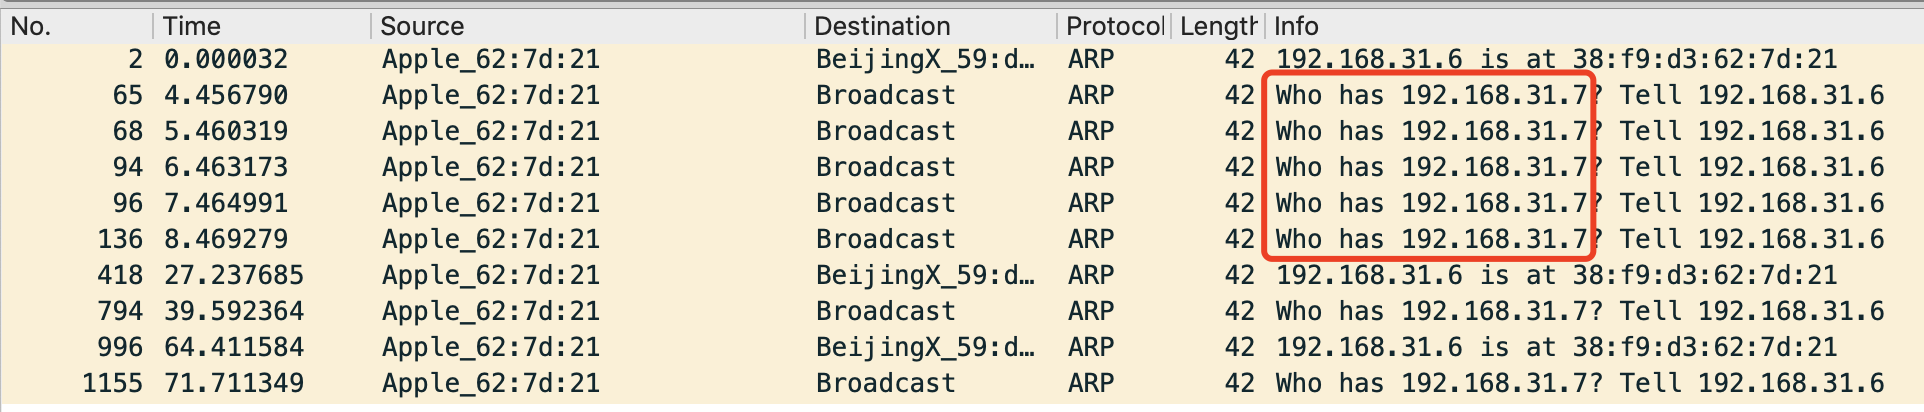 No. Time Source Destination Protocol Length Info
2 0.000032 Apple_62:7d:21 BeijingX_59:d… ARP 42 192.168.31.6 is at 38:f9:d3:62:7d:21
65 4.456790 Apple_62:7d:21 Broadcast ARP 42 Who has 192.168.31.7? Tell 192.168.31.6
68 5.460319 Apple_62:7d:21 Broadcast ARP 42 Who has 192.168.31.7? Tell 192.168.31.6
94 6.463173 Apple_62:7d:21 Broadcast ARP 42 Who has 192.168.31.7? Tell 192.168.31.6
96 7.464991 Apple_62:7d:21 Broadcast ARP 42 Who has 192.168.31.7? Tell 192.168.31.6
136 8.469279 Apple_62:7d:21 Broadcast ARP 42 Who has 192.168.31.7? Tell 192.168.31.6
418 27.237685 Apple_62:7d:21 BeijingX_59:d… ARP 42 192.168.31.6 is at 38:f9:d3:62:7d:21
794 39.592364 Apple_62:7d:21 Broadcast ARP 42 Who has 192.168.31.7? Tell 192.168.31.6
996 64.411584 Apple_62:7d:21 BeijingX_59:d… ARP 42 192.168.31.6 is at 38:f9:d3:62:7d:21
1155 71.711349 Apple_62:7d:21 Broadcast ARP 42 Who has 192.168.31.7? Tell 192.168.31.6